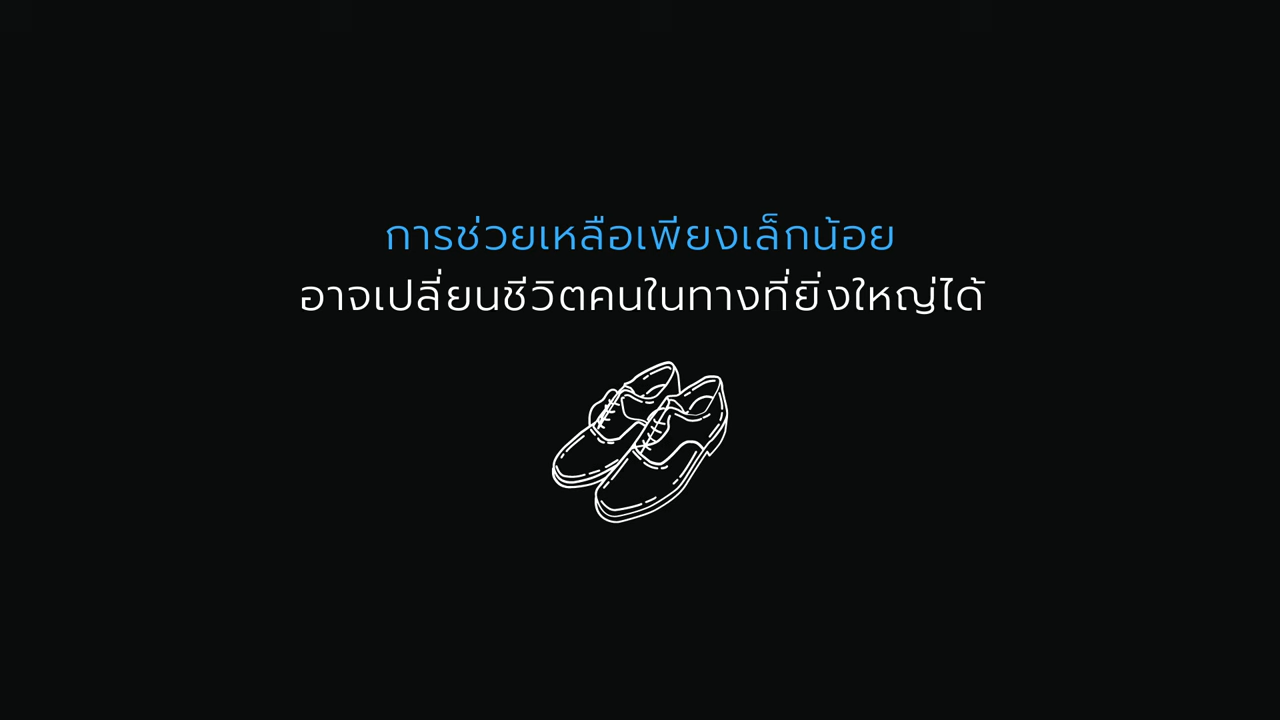 การช่วยเหลือเพียงเล็กน้อย
อาจเปลี่ยนชีวิตคนในทางที่ยิ่งใหญ่ได้